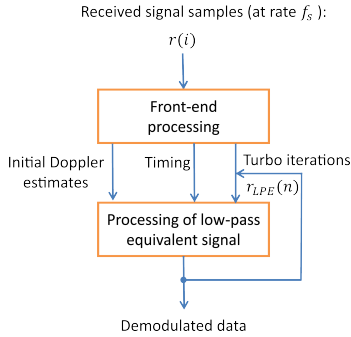 Received signal samples (at rate f_s ):
r(i)
Front-end
processing
Initial Doppler
estimates
Timing
Turbo iterations
r_LPE(n)
Processing of low-pass
equivalent signal
Demodulated data